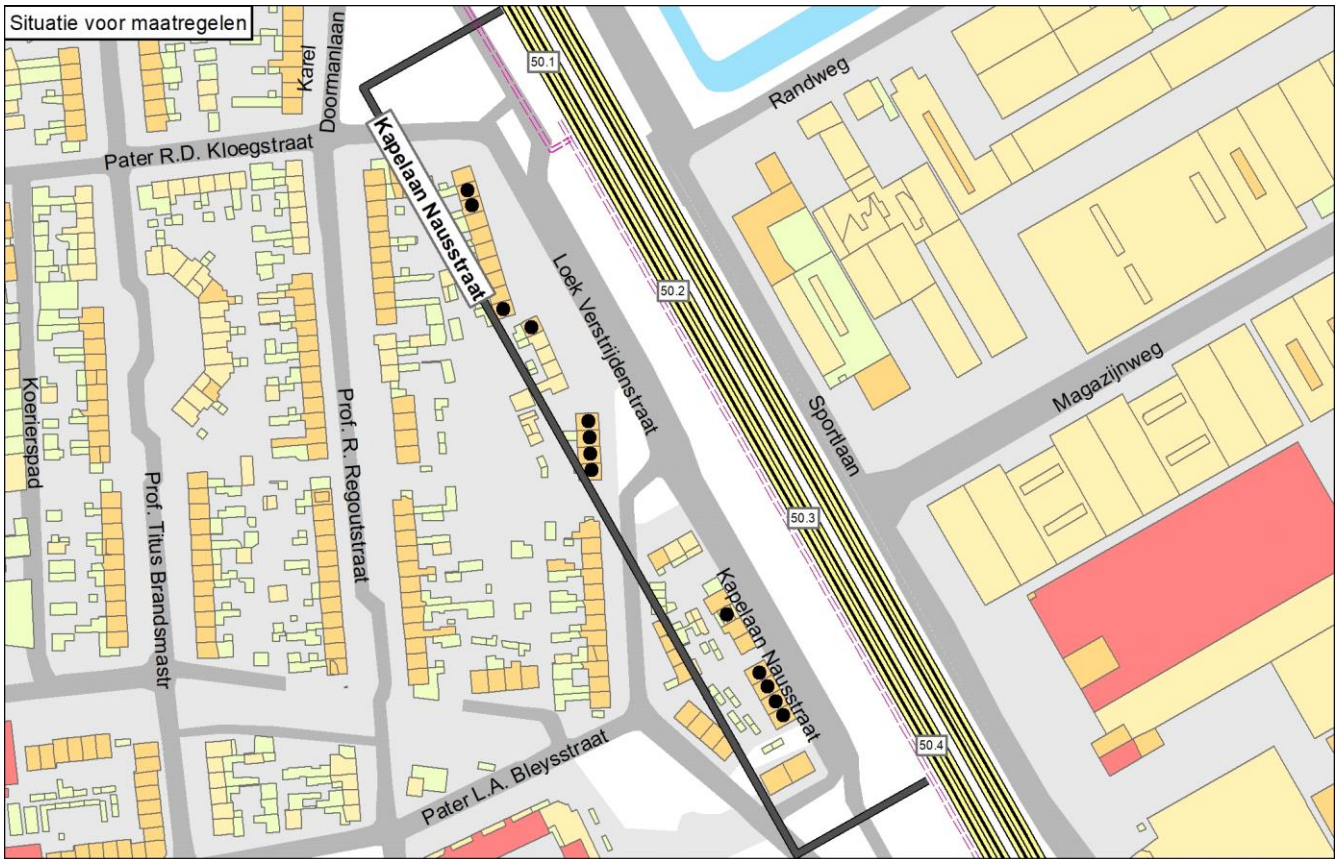 Situatie voor maatregelen
Karel
Doormanlaan
50.1
Randweg
Pater R.D. Kloegstraat
Kapelaan Nausstraat
Loek Verstrijdenstraat
50.2
Magazijnweg
Sportlaan
Koerierspad
Prof. Titus Brandsmastr
Prof. R. Regoutstraat
50.3
Kapelaan Nausstraat
50.4
Pater L.A. Bleysstraat